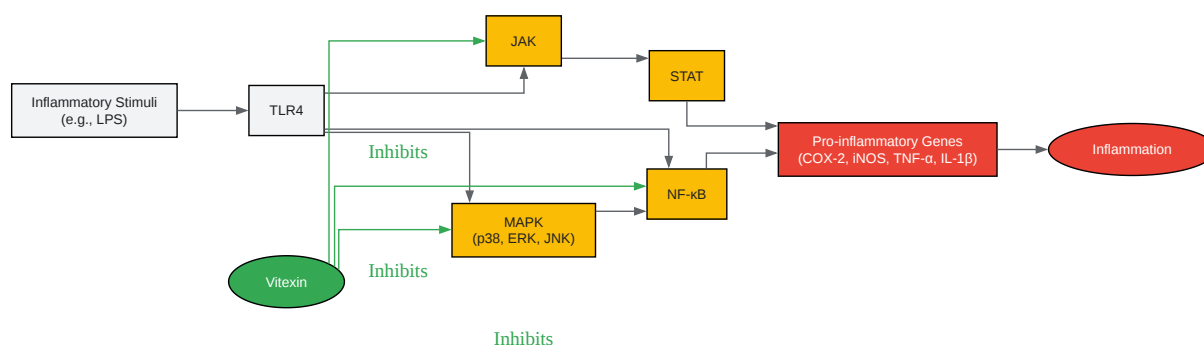 JAK
STAT
Inflammatory Stimuli
(e.g., LPS)
TLR4
Pro-inflammatory Genes
(COX-2, iNOS, TNF-α, IL-1β)
Inflammation
Inhibits
NF-κB
MAPK
(p38, ERK, JNK)
Inhibits
Vitexin
Inhibits